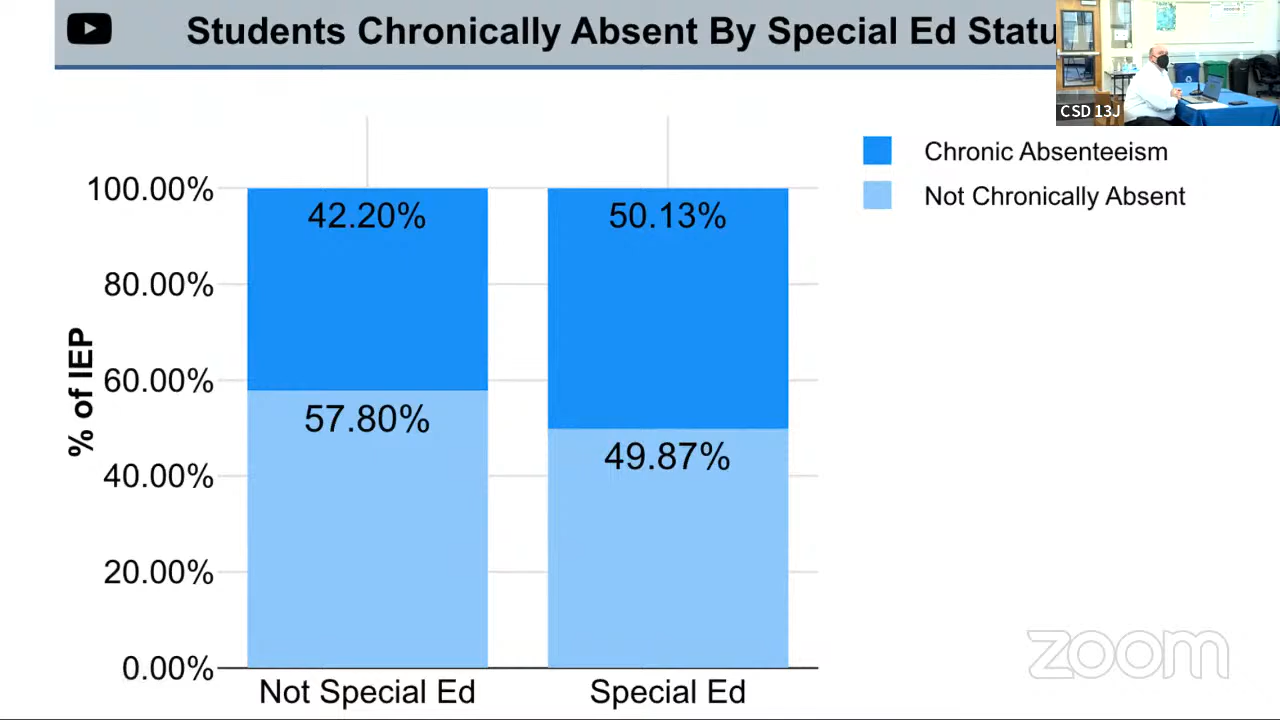 Students Chronically Absent By Special Ed Statu
CSD 13J
Chronic Absenteeism
Not Chronically Absent
100.00%
80.00%
60.00%
40.00%
20.00%
0.00%
% of IEP
42.20%
57.80%
50.13%
49.87%
Not Special Ed
Special Ed
zoom